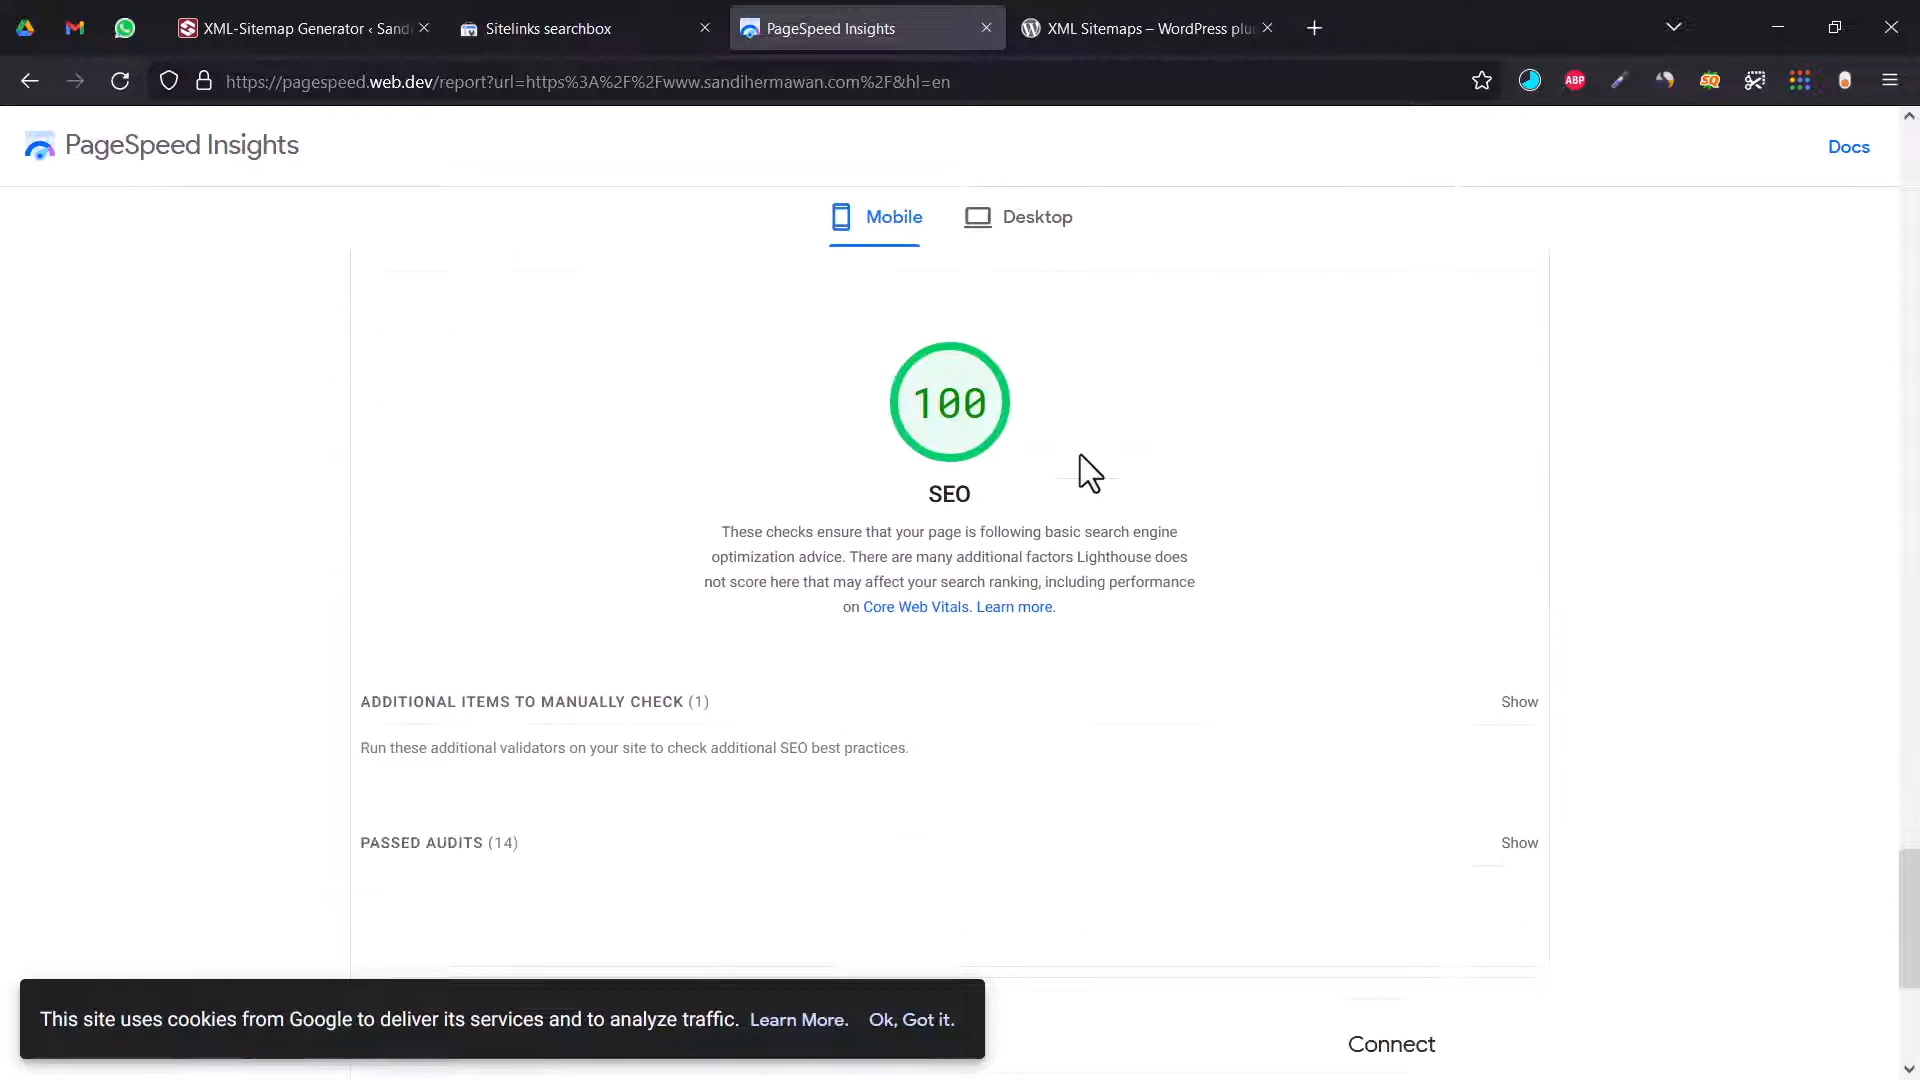 XML-Sitemap Generator ‹ Sand
Sitelinks searchbox
PageSpeed Insights
XML Sitemaps – WordPress plu
https://pagespeed.web.dev/report?url=https%3A%2F%2Fwww.sandihermawan.com%2F&hl=en
ABP
SQ
PageSpeed Insights
Docs
Mobile
Desktop
100
SEO
These checks ensure that your page is following basic search engine
optimization advice. There are many additional factors Lighthouse does
not score here that may affect your search ranking, including performance
on Core Web Vitals. Learn more.
ADDITIONAL ITEMS TO MANUALLY CHECK (1)
Show
Run these additional validators on your site to check additional SEO best practices.
PASSED AUDITS (14)
Show
This site uses cookies from Google to deliver its services and to analyze traffic. Learn More. Ok, Got it.
Connect